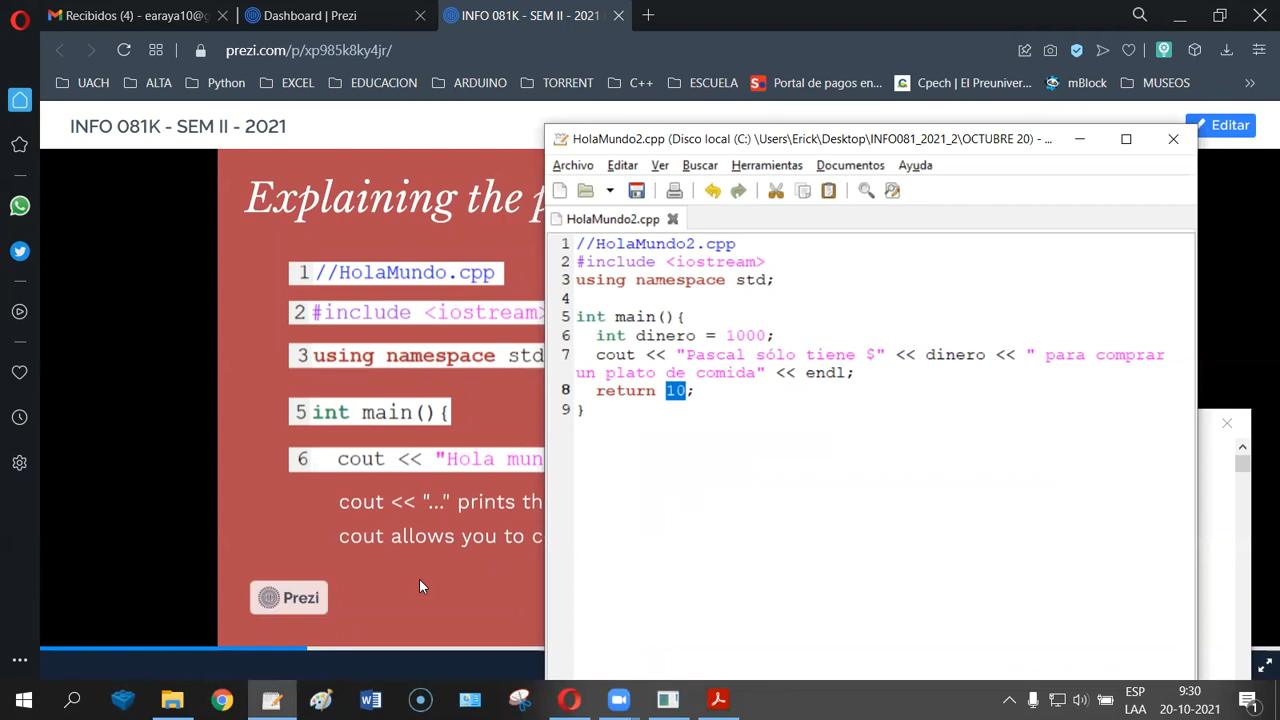 Recibidos (4) - earaya10@g
Dashboard | Prezi
INFO 081K - SEM II - 2021
prezi.com/p/xp985k8ky4jr/
UACH
ALTA
Python
EXCEL
EDUCACION
ARDUINO
TORRENT
C++
ESCUELA
Portal de pagos en...
Cpech | El Preuniver...
mBlock
MUSEOS
INFO 081K - SEM II - 2021
Editar
Explaining the p
1 //HolaMundo.cpp
2 #include <iostream>
3 using namespace std
5 int main(){
6 cout << "Hola mun
cout << "..." prints th
cout allows you to c
Prezi
HolaMundo2.cpp (Disco local (C:) \Users\Erick\Desktop\INFO081_2021_2\OCTUBRE 20) - ...
Archivo Editar Ver Buscar Herramientas Documentos Ayuda
HolaMundo2.cpp
1 //HolaMundo2.cpp
2 #include <iostream>
3 using namespace std;
4
5 int main(){
6 int dinero = 1000;
7 cout << "Pascal sólo tiene $" << dinero << " para comprar
un plato de comida" << endl;
8 return 10;
9 }
ESP
LAA
9:30
20-10-2021
1